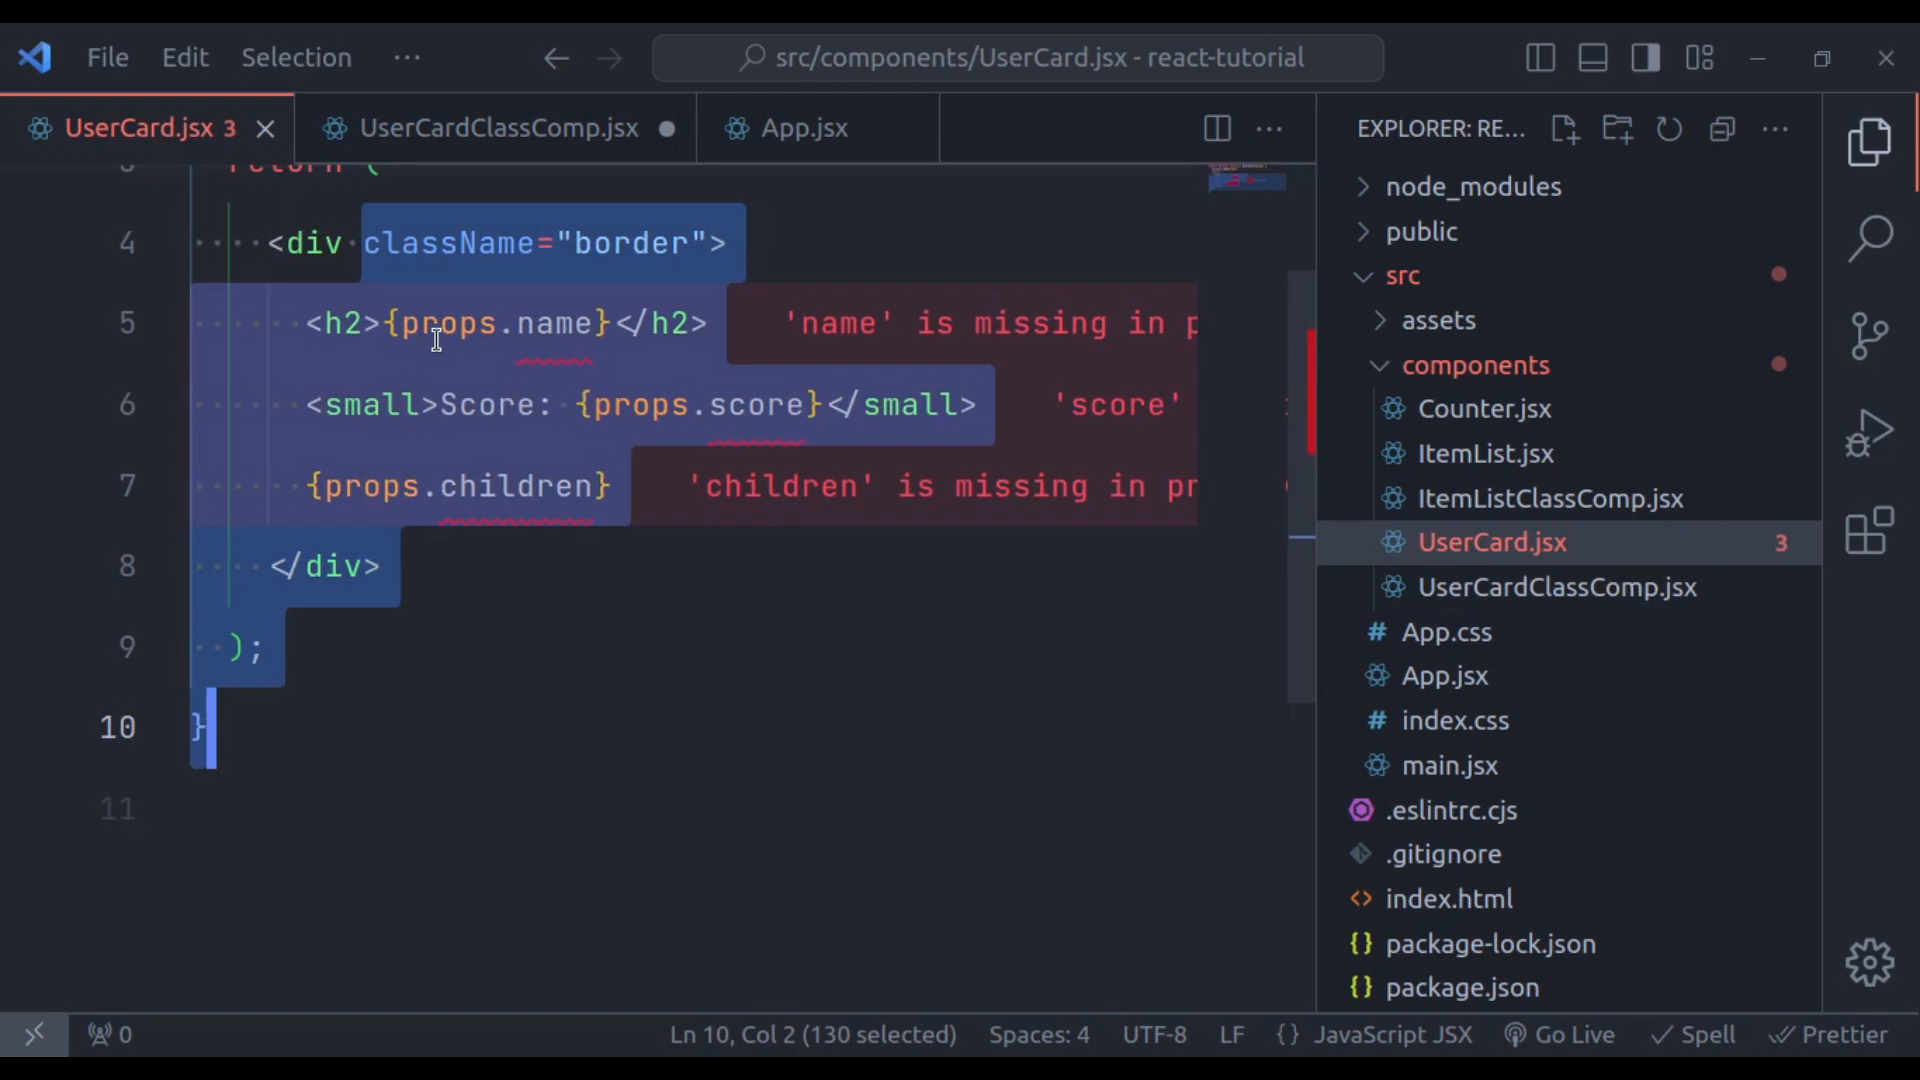 File Edit Selection ···
src/components/UserCard.jsx - react-tutorial
UserCard.jsx 3
UserCardClassComp.jsx
App.jsx
EXPLORER: RE...
return (
4 <div className="border">
5 <h2>{props.name}</h2> 'name' is missing in p
6 <small>Score: {props.score}</small> 'score'
7 {props.children} 'children' is missing in pr
8 </div>
9 );
10 }
11
node_modules
public
src
assets
components
Counter.jsx
ItemList.jsx
ItemListClassComp.jsx
UserCard.jsx 3
UserCardClassComp.jsx
# App.css
App.jsx
# index.css
main.jsx
.eslintrc.cjs
.gitignore
<> index.html
{} package-lock.json
{} package.json
0
Ln 10, Col 2 (130 selected) Spaces: 4 UTF-8 LF {} JavaScript JSX Go Live Spell Prettier